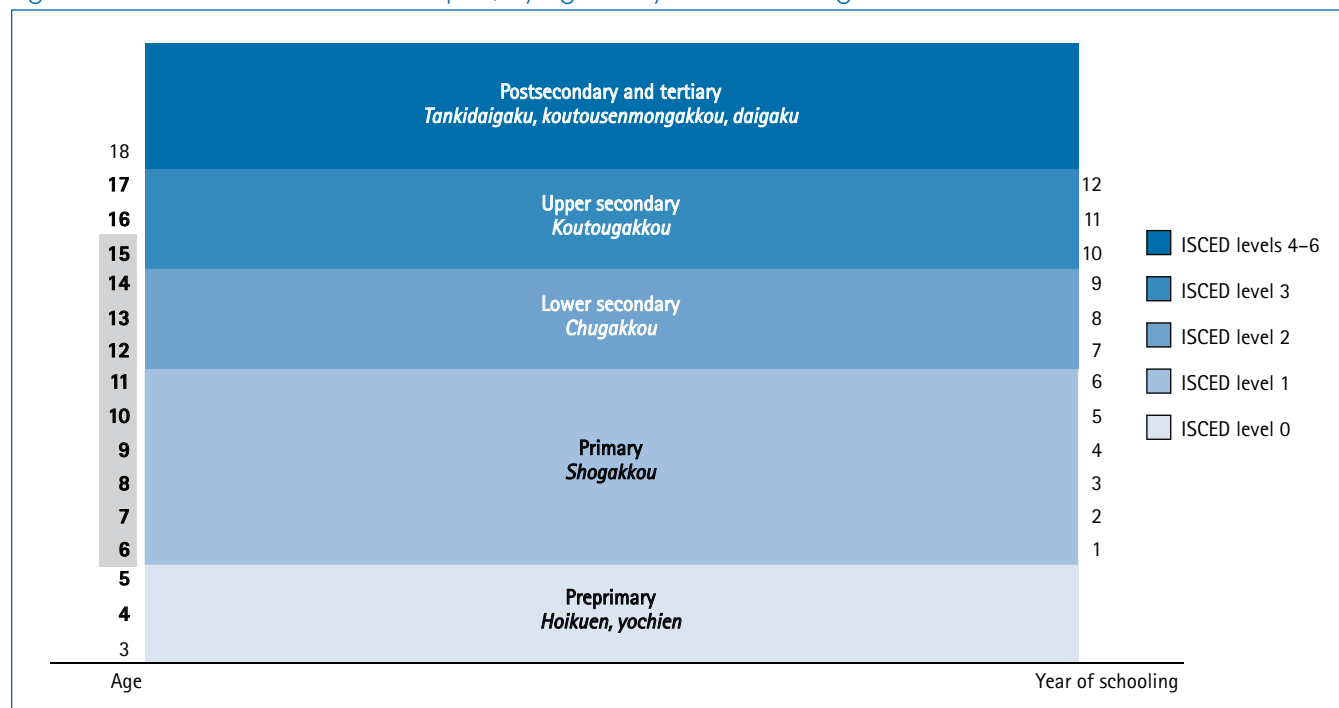 Postsecondary and tertiary
Tankidaigaku, koutousenmongakkou, daigaku
18
17 12
Upper secondary
16 11
Koutougakkou
15 10
ISCED levels 4–6
14 9
ISCED level 3
Lower secondary
13 8
Chugakkou
ISCED level 2
12 7
11 6
ISCED level 1
10 5
ISCED level 0
Primary
9 4
Shogakkou
8 3
7 2
6 1
5
Preprimary
4
Hoikuen, yochien
3
Age Year of schooling